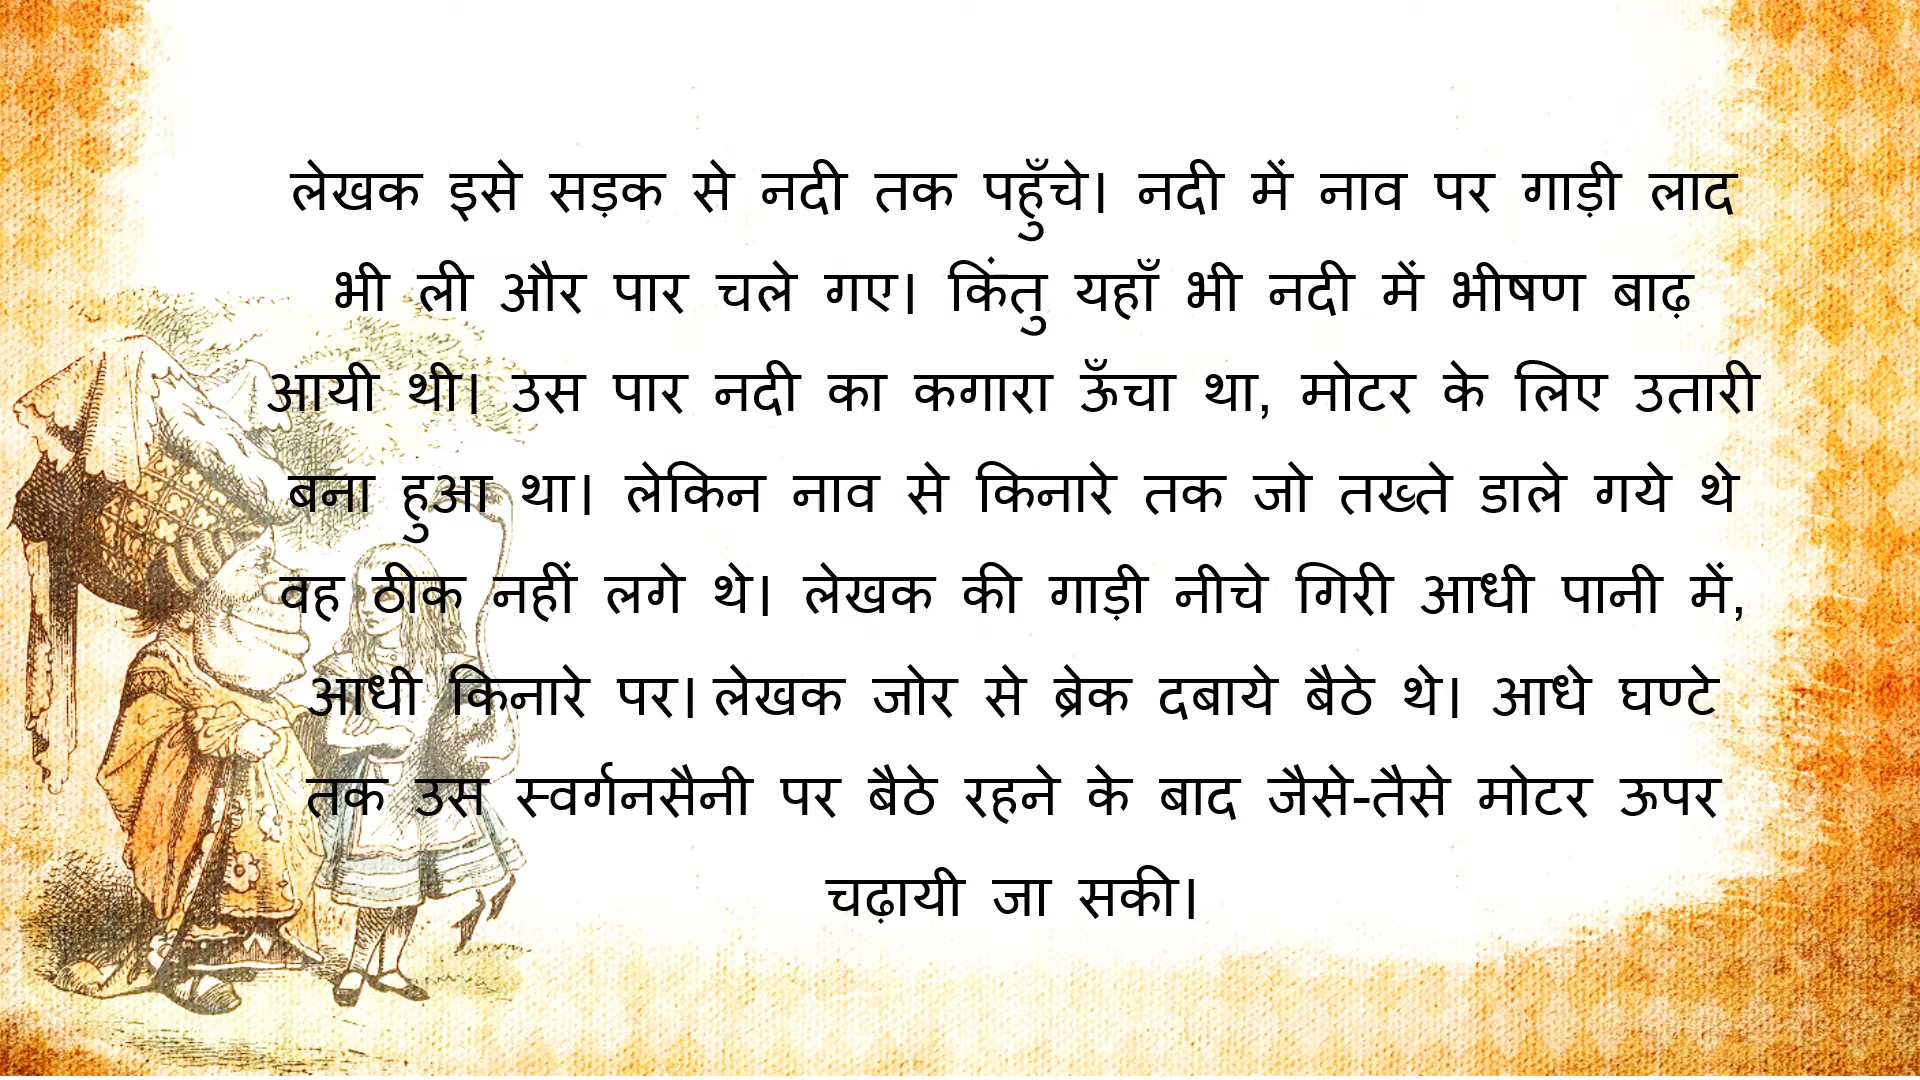 लेखक इसे सड़क से नदी तक पहुँचे। नदी में नाव पर गाड़ी लाद
भी ली और पार चले गए। किंतु यहाँ भी नदी में भीषण बाढ़
आयी थी। उस पार नदी का कगारा ऊँचा था, मोटर के लिए उतारी
बना हुआ था। लेकिन नाव से किनारे तक जो तख्ते डाले गये थे
वह ठीक नहीं लगे थे। लेखक की गाड़ी नीचे गिरी आधी पानी में,
आधी किनारे पर। लेखक जोर से ब्रेक दबाये बैठे थे। आधे घण्टे
तक उस स्वर्गनसैनी पर बैठे रहने के बाद जैसे-तैसे मोटर ऊपर
चढ़ायी जा सकी।